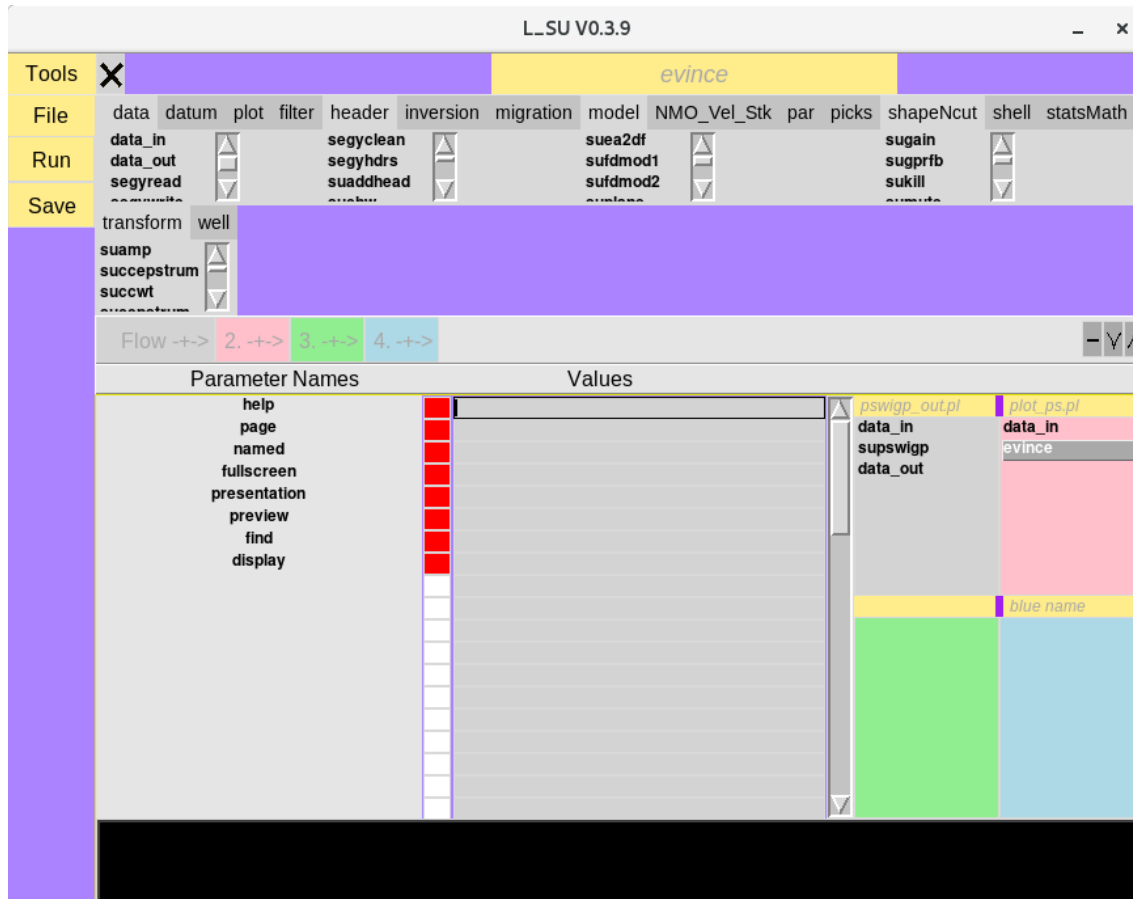 L_SU V0.3.9
Tools
evince
File
data datum plot filter header inversion migration model NMO_Vel_Stk par picks shapeNcut shell statsMath
data_in segyclean suea2df sugain
Run
data_out segyhdrs sufdmod1 sugprfb
segyread suaddhead sufdmod2 sukill
Save
transform well
suamp
succepstrum
succwt
Flow -+-> 2. -+-> 3. -+-> 4. -+->
Parameter Names Values
help
pswigp_out.pl plot_ps.pl
page
data_in data_in
named
supswigp evince
fullscreen
data_out
presentation
preview
find
display
blue name